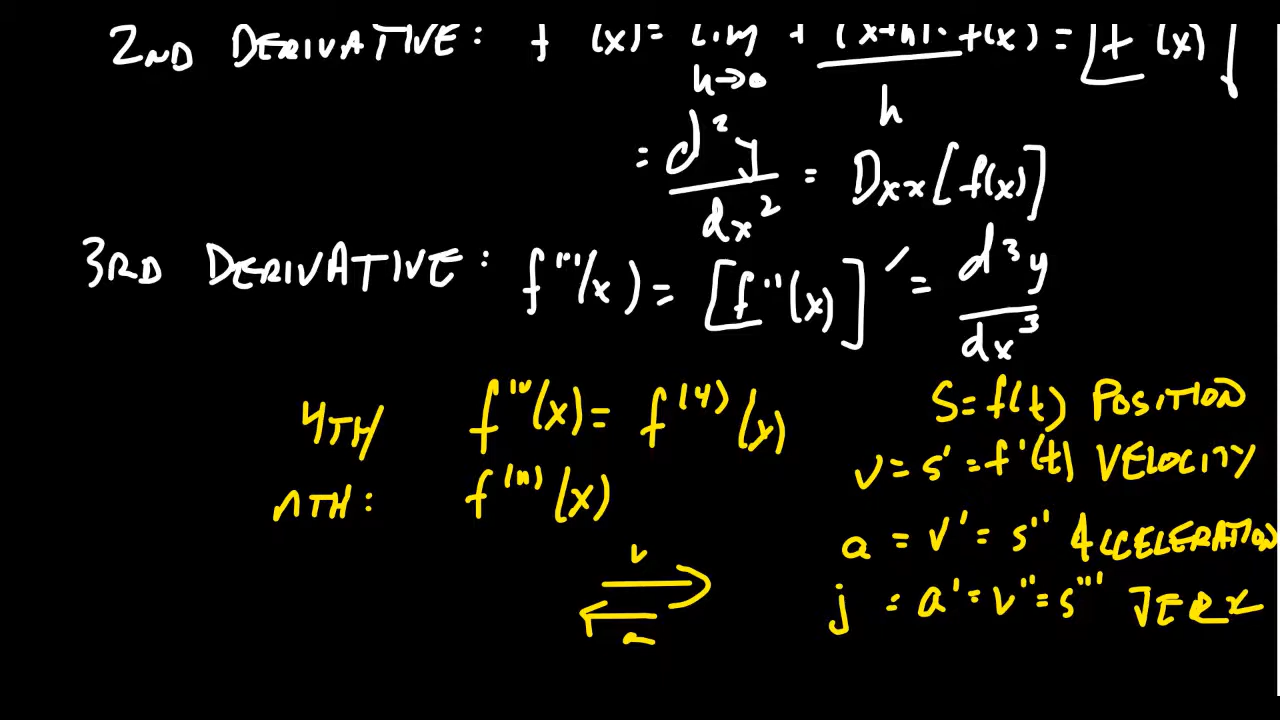 2ND DERIVATIVE: f (x) = lim f (x+h) - f(x) = [f (x)]
h→0 h
= d²y/dx² = Dxx[f(x)]
3RD DERIVATIVE: f'''(x) = [f''(x)]' = d³y/dx³
4TH f''''(x) = f⁽⁴⁾(x)
S = f(t) POSITION
v = s' = f'(t) VELOCITY
nTH: f⁽ⁿ⁾(x)
a = v' = s'' ACCELERATION
v
j = a' = v'' = s''' JERK
a